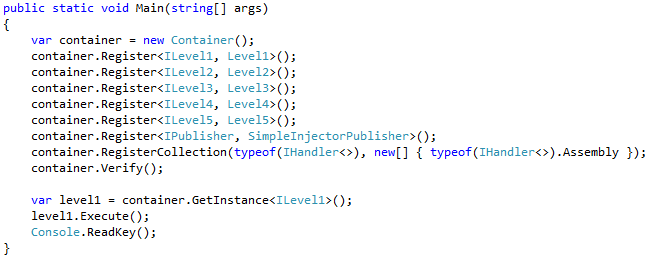 public static void Main(string[] args)
{
    var container = new Container();
    container.Register<ILevel1, Level1>();
    container.Register<ILevel2, Level2>();
    container.Register<ILevel3, Level3>();
    container.Register<ILevel4, Level4>();
    container.Register<ILevel5, Level5>();
    container.Register<IPublisher, SimpleInjectorPublisher>();
    container.RegisterCollection(typeof(IHandler<>), new[] { typeof(IHandler<>).Assembly });
    container.Verify();

    var level1 = container.GetInstance<ILevel1>();
    level1.Execute();
    Console.ReadKey();
}